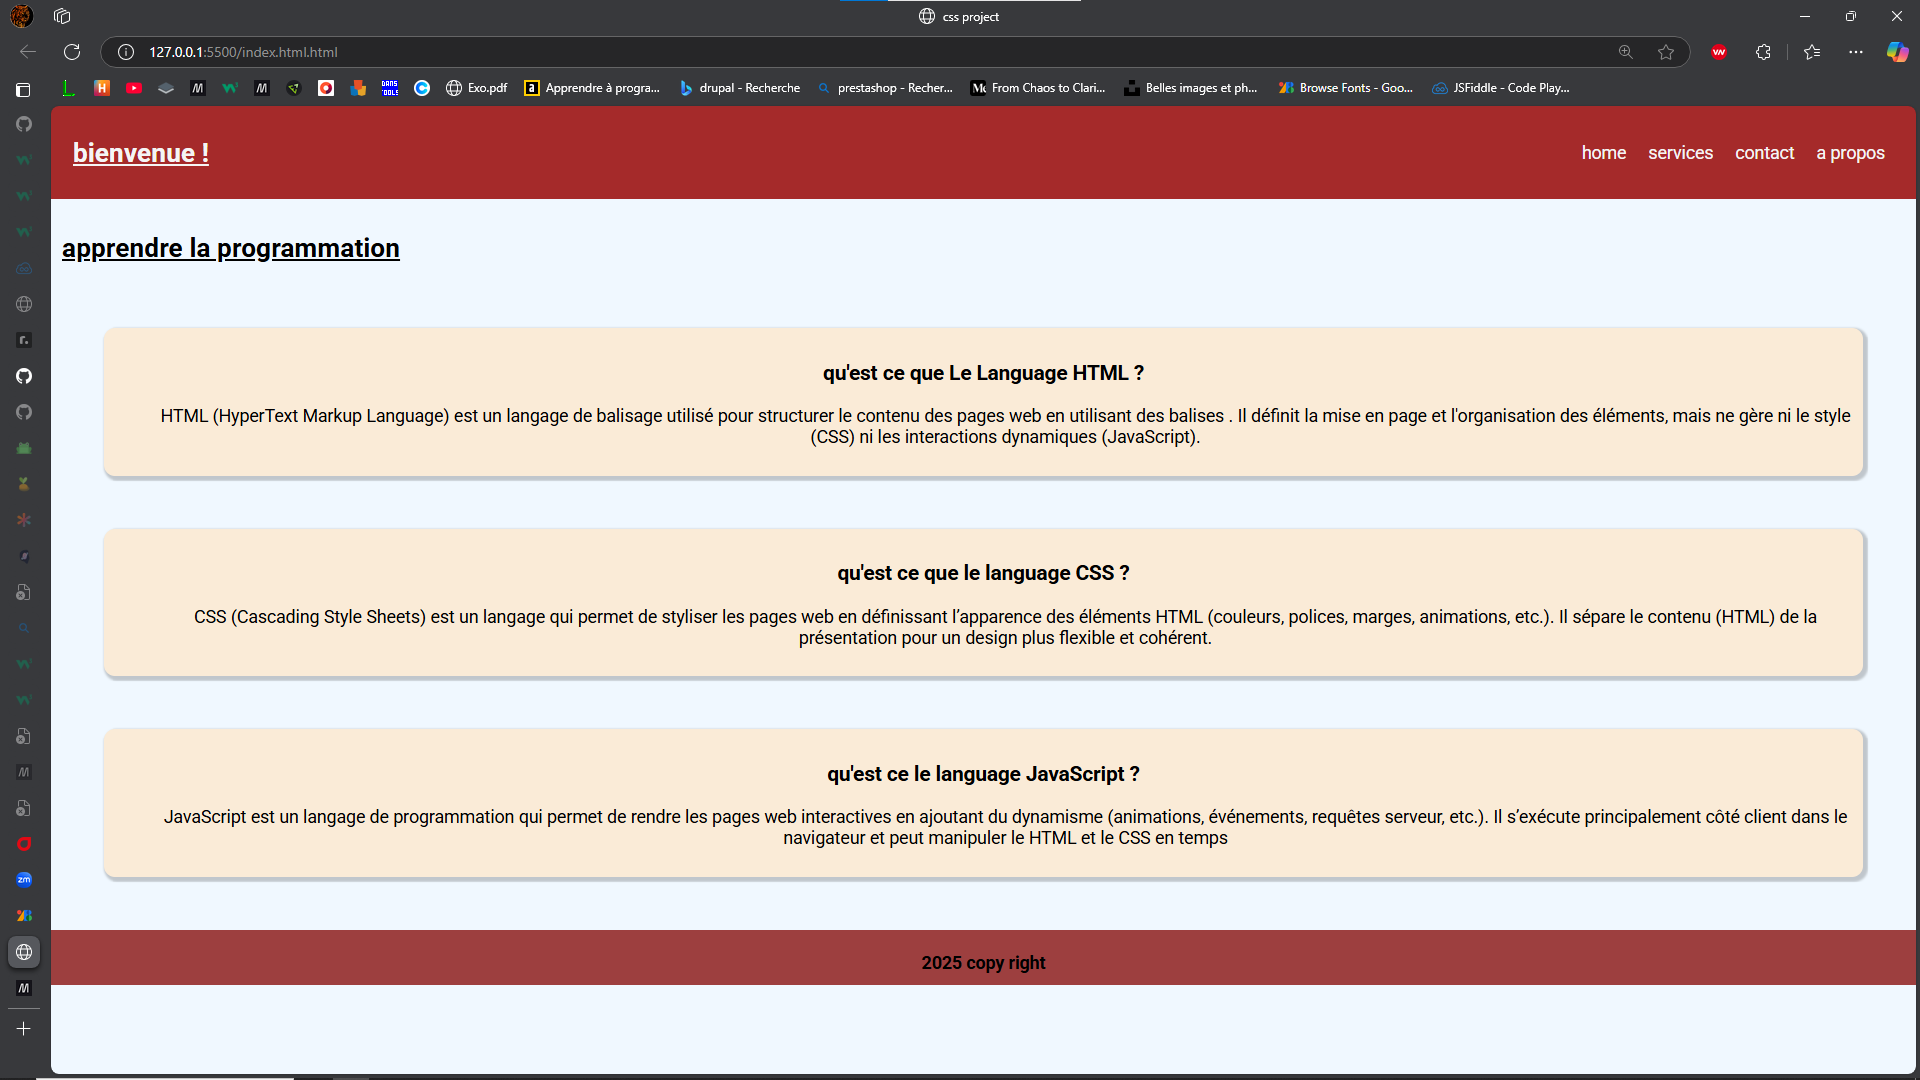 css project
127.0.0.1:5500/index.html.html
Exo.pdf
Apprendre à progra...
drupal - Recherche
prestashop - Recher...
From Chaos to Clari...
Belles images et ph...
Browse Fonts - Goo...
JSFiddle - Code Play...
bienvenue !
home services contact a propos
apprendre la programmation
qu'est ce que Le Language HTML ?
HTML (HyperText Markup Language) est un langage de balisage utilisé pour structurer le contenu des pages web en utilisant des balises . Il définit la mise en page et l'organisation des éléments, mais ne gère ni le style
(CSS) ni les interactions dynamiques (JavaScript).
qu'est ce que le language CSS ?
CSS (Cascading Style Sheets) est un langage qui permet de styliser les pages web en définissant l’apparence des éléments HTML (couleurs, polices, marges, animations, etc.). Il sépare le contenu (HTML) de la
présentation pour un design plus flexible et cohérent.
qu'est ce le language JavaScript ?
JavaScript est un langage de programmation qui permet de rendre les pages web interactives en ajoutant du dynamisme (animations, événements, requêtes serveur, etc.). Il s’exécute principalement côté client dans le
navigateur et peut manipuler le HTML et le CSS en temps
2025 copy right